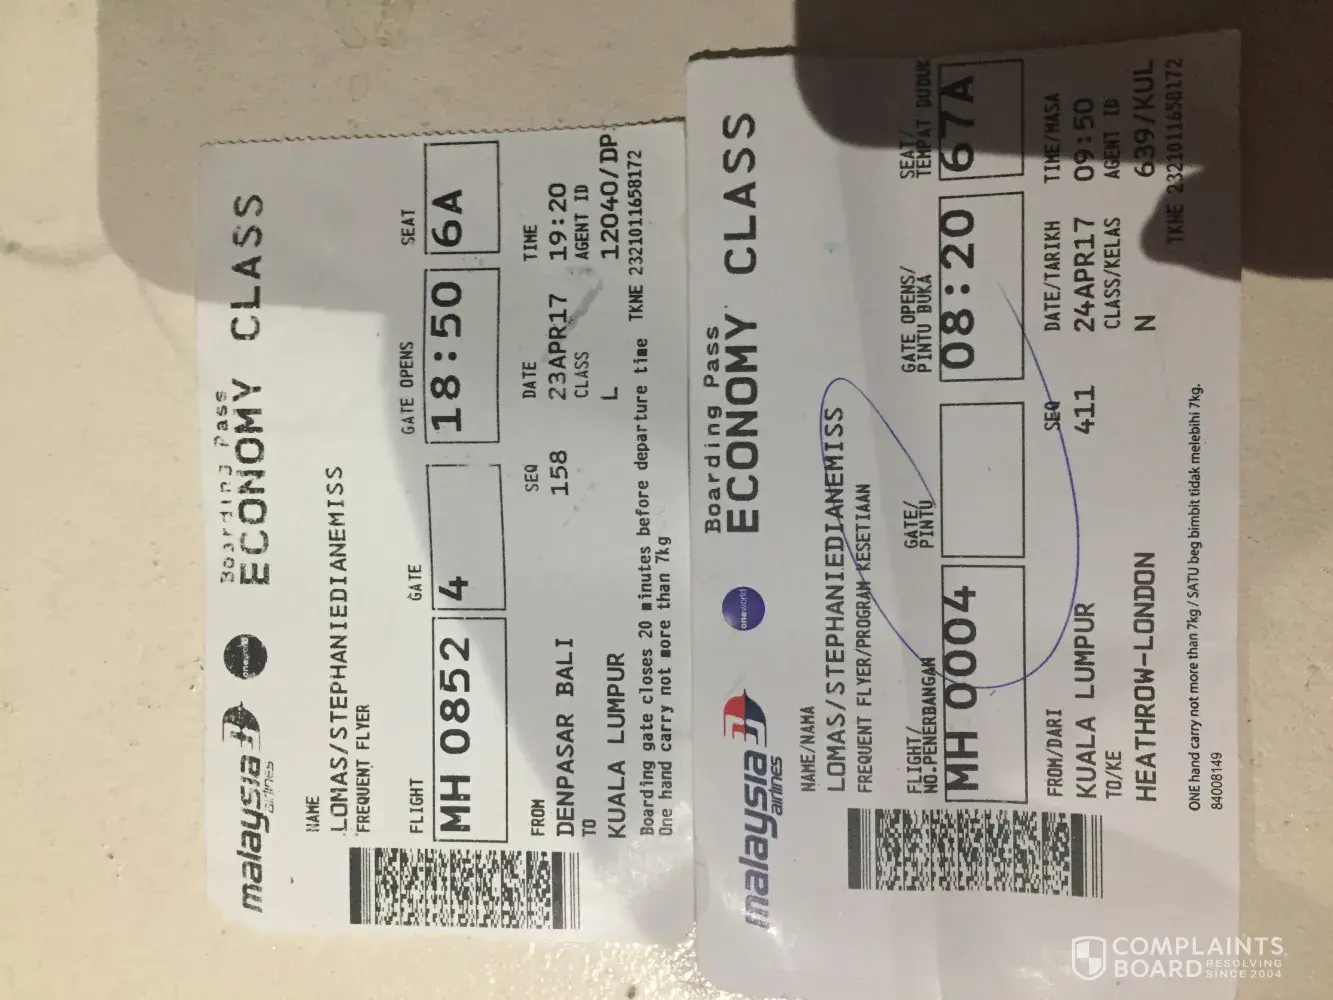 malaysia airlines oneworld Boarding Pass
ECONOMY CLASS
NAME
LOMAS/STEPHANIEDIANEMISS
FREQUENT FLYER
FLIGHT GATE GATE OPENS SEAT
MH 0852 4 18:50 6A
FROM SEQ DATE TIME
DENPASAR BALI 158 23APR17 19:20
TO CLASS AGENT ID
KUALA LUMPUR L 12040/DP
Boarding gate closes 20 minutes before departure time TKNE 2321011658172
One hand carry not more than 7kg
malaysia airlines oneworld Boarding Pass
ECONOMY CLASS
NAME/NAMA
LOMAS/STEPHANIEDIANEMISS
FREQUENT FLYER/PROGRAM KESETIAAN
FLIGHT/ GATE/ GATE OPENS/ SEAT/
NO.PENERBANGAN PINTU PINTU BUKA TEMPAT DUDUK
MH 0004 08:20 67A
FROM/DARI SEQ DATE/TARIKH TIME/MASA
KUALA LUMPUR 411 24APR17 09:50
TO/KE CLASS/KELAS AGENT ID
HEATHROW-LONDON N 639/KUL
TKNE 2321011658172
ONE hand carry not more than 7kg / SATU beg bimbit tidak melebihi 7kg.
84008149
COMPLAINTS
BOARD RESOLVING
SINCE 2004